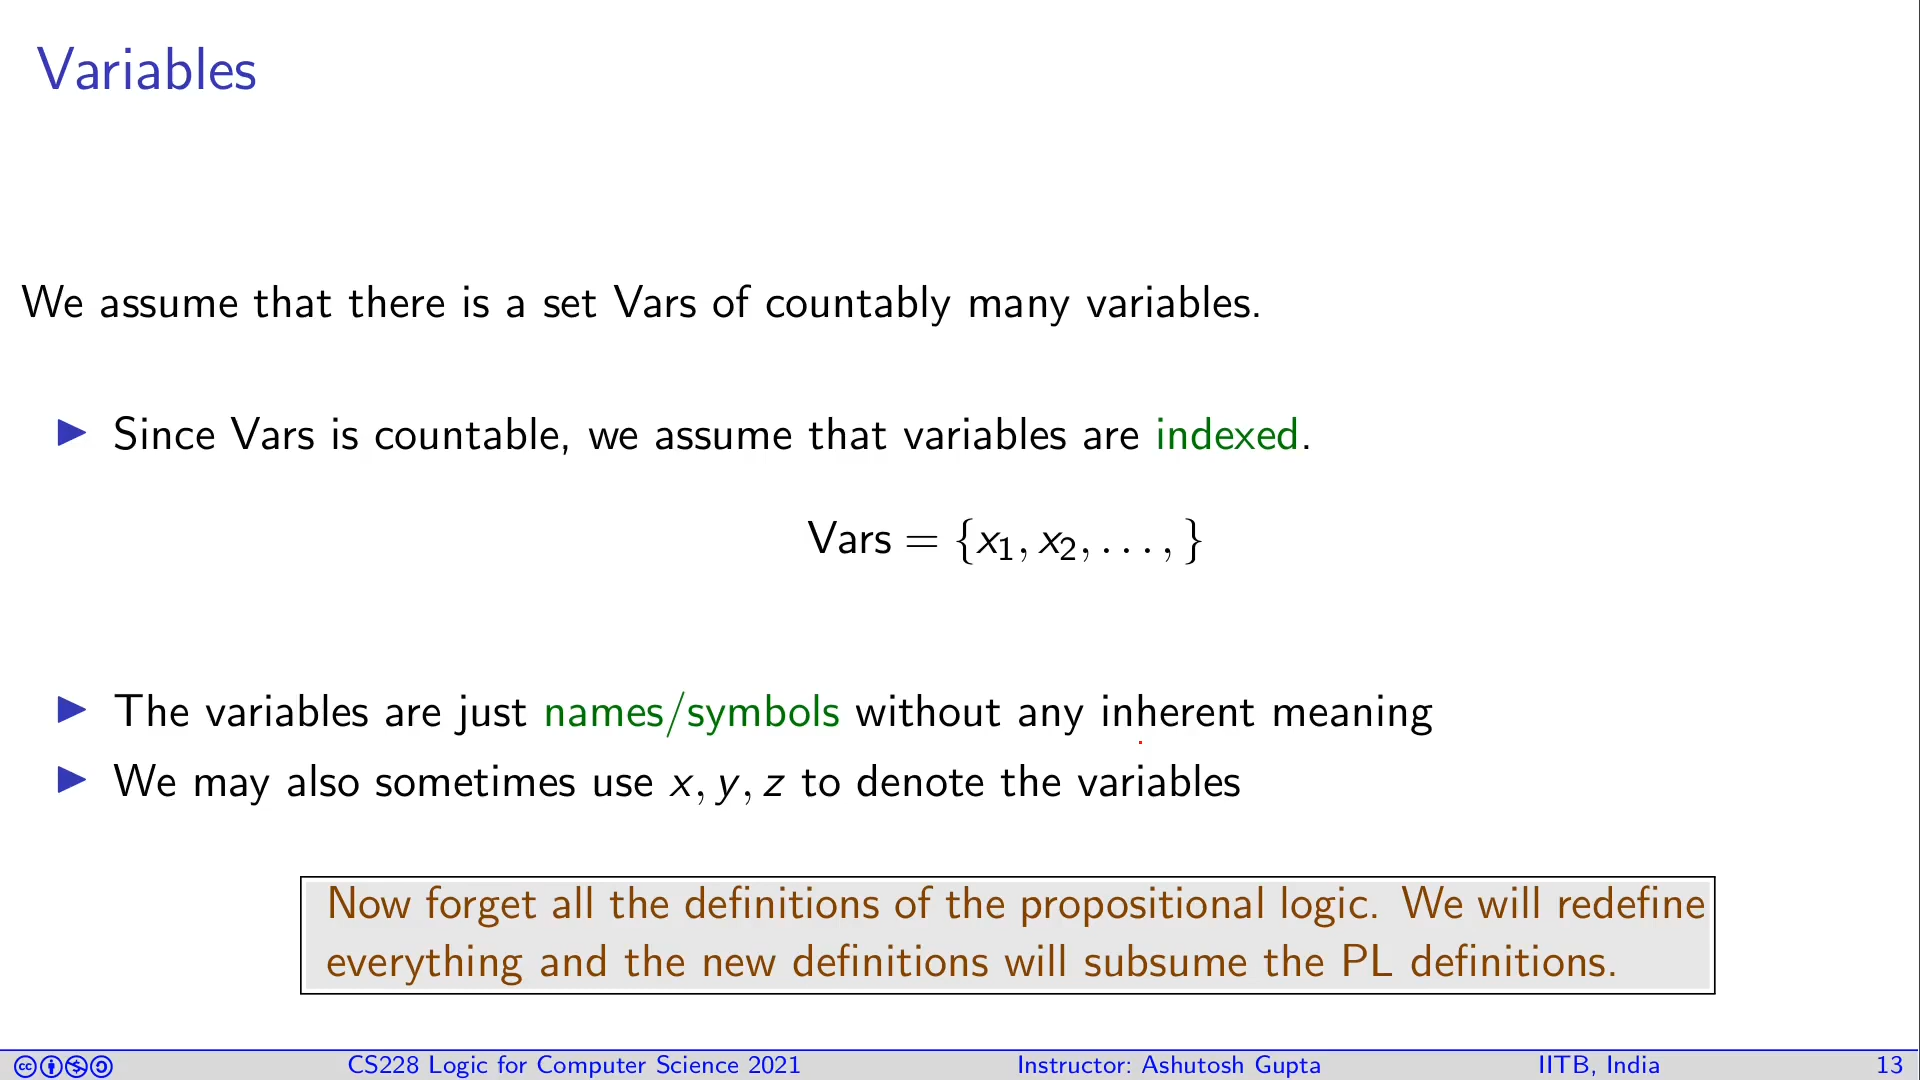 Variables
We assume that there is a set Vars of countably many variables.
▶ Since Vars is countable, we assume that variables are indexed.
Vars = {x₁, x₂, . . . , }
▶ The variables are just names/symbols without any inherent meaning
▶ We may also sometimes use x, y, z to denote the variables
Now forget all the definitions of the propositional logic. We will redefine
everything and the new definitions will subsume the PL definitions.
CS228 Logic for Computer Science 2021 Instructor: Ashutosh Gupta IITB, India 13